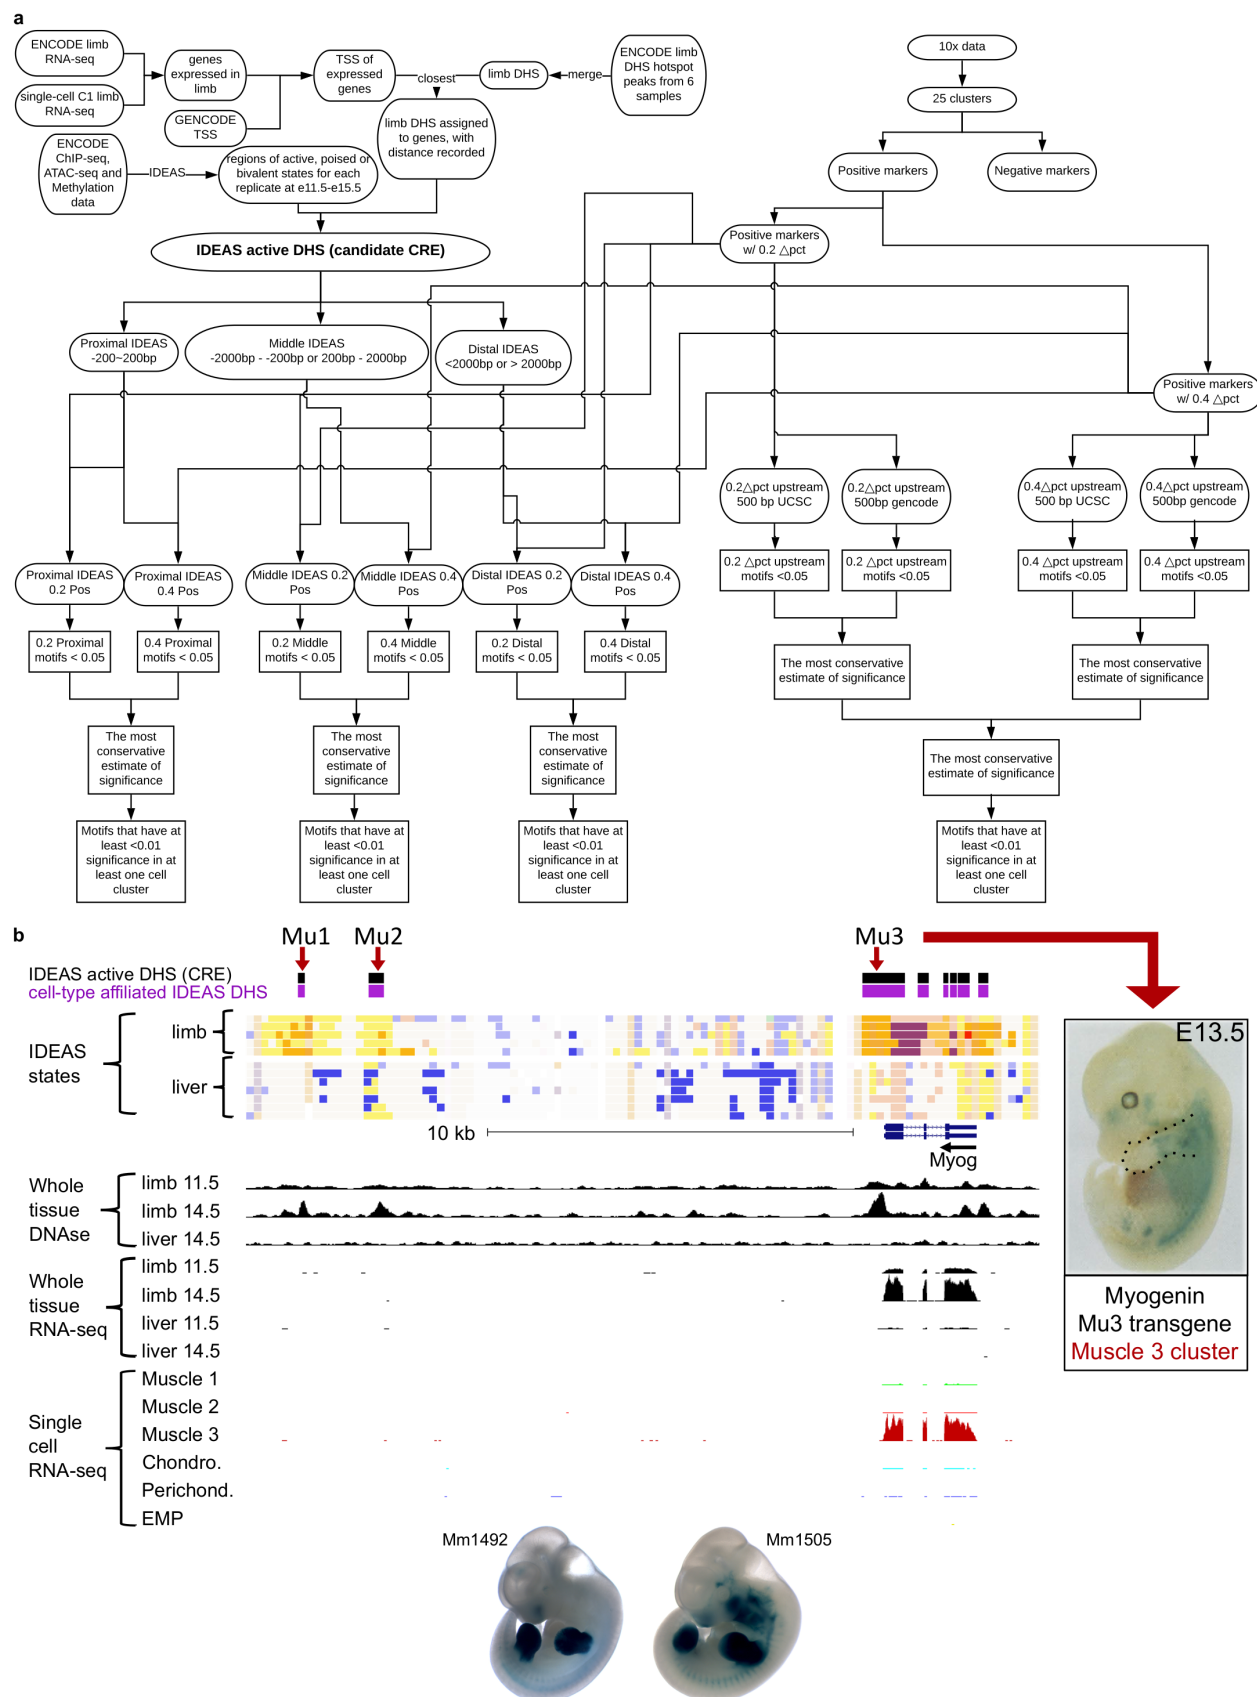 a
ENCODE limb
RNA-seq
single-cell C1 limb
RNA-seq
genes
expressed in
limb
GENCODE
TSS
TSS of
expressed
genes
closest
limb DHS
merge
ENCODE limb
DHS hotspot
peaks from 6
samples
limb DHS assigned
to genes, with
distance recorded
ENCODE
ChIP-seq,
ATAC-seq and
Methylation
data
IDEAS
regions of active, poised or
bivalent states for each
replicate at e11.5-e15.5
IDEAS active DHS (candidate CRE)
10x data
25 clusters
Positive markers
Negative markers
Positive markers
w/ 0.2 △pct
Positive markers
w/ 0.4 △pct
Proximal IDEAS
-200~200bp
Middle IDEAS
-2000bp - -200bp or 200bp - 2000bp
Distal IDEAS
<2000bp or > 2000bp
0.2△pct upstream
500 bp UCSC
0.2△pct upstream
500bp gencode
0.4△pct upstream
500 bp UCSC
0.4△pct upstream
500bp gencode
0.2 △pct upstream
motifs <0.05
0.2 △pct upstream
motifs <0.05
0.4 △pct upstream
motifs <0.05
0.4 △pct upstream
motifs <0.05
Proximal IDEAS
0.2 Pos
Proximal IDEAS
0.4 Pos
Middle IDEAS 0.2
Pos
Middle IDEAS 0.4
Pos
Distal IDEAS 0.2
Pos
Distal IDEAS 0.4
Pos
0.2 Proximal
motifs < 0.05
0.4 Proximal
motifs < 0.05
0.2 Middle
motifs < 0.05
0.4 Middle
motifs < 0.05
0.2 Distal
motifs < 0.05
0.4 Distal
motifs < 0.05
The most conservative
estimate of significance
The most conservative
estimate of significance
The most
conservative
estimate of
significance
The most
conservative
estimate of
significance
The most
conservative
estimate of
significance
The most conservative
estimate of significance
Motifs that have at
least <0.01
significance in at
least one cell
cluster
Motifs that have at
least <0.01
significance in at
least one cell
cluster
Motifs that have at
least <0.01
significance in at
least one cell
cluster
Motifs that have at
least <0.01
significance in at
least one cell
cluster
b
Mu1
Mu2
Mu3
IDEAS active DHS (CRE)
cell-type affiliated IDEAS DHS
IDEAS
states
limb
liver
10 kb
Myog
E13.5
Myogenin
Mu3 transgene
Muscle 3 cluster
Whole
tissue
DNAse
limb 11.5
limb 14.5
liver 14.5
Whole
tissue
RNA-seq
limb 11.5
limb 14.5
liver 11.5
liver 14.5
Single
cell
RNA-seq
Muscle 1
Muscle 2
Muscle 3
Chondro.
Perichond.
EMP
Mm1492
Mm1505